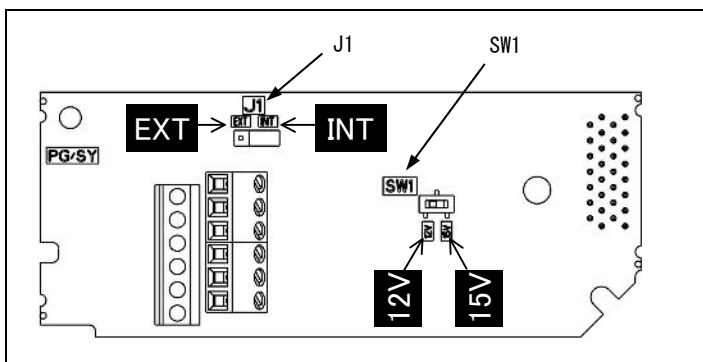 J1
SW1
J1
EXT INT
EXT
INT
PG/SY
SW1
12V 15V
12V
15V